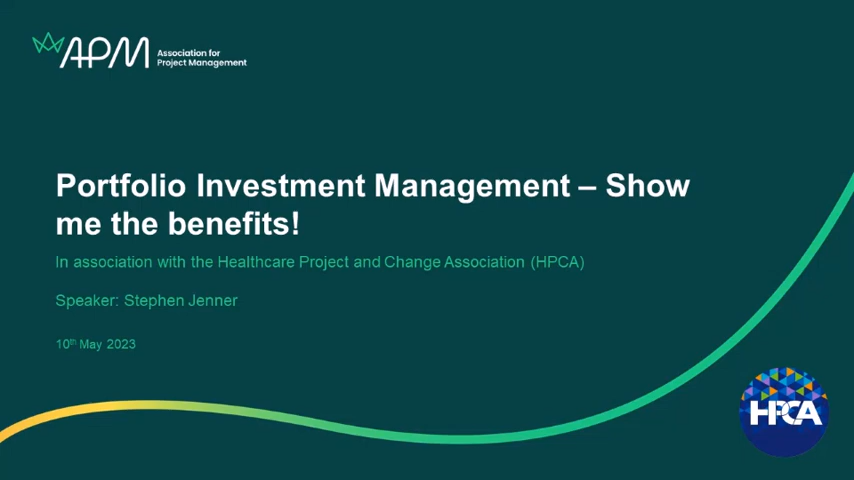 APM
Association for
Project Management
Portfolio Investment Management – Show
me the benefits!
In association with the Healthcare Project and Change Association (HPCA)
Speaker: Stephen Jenner
10th May 2023
HPCA